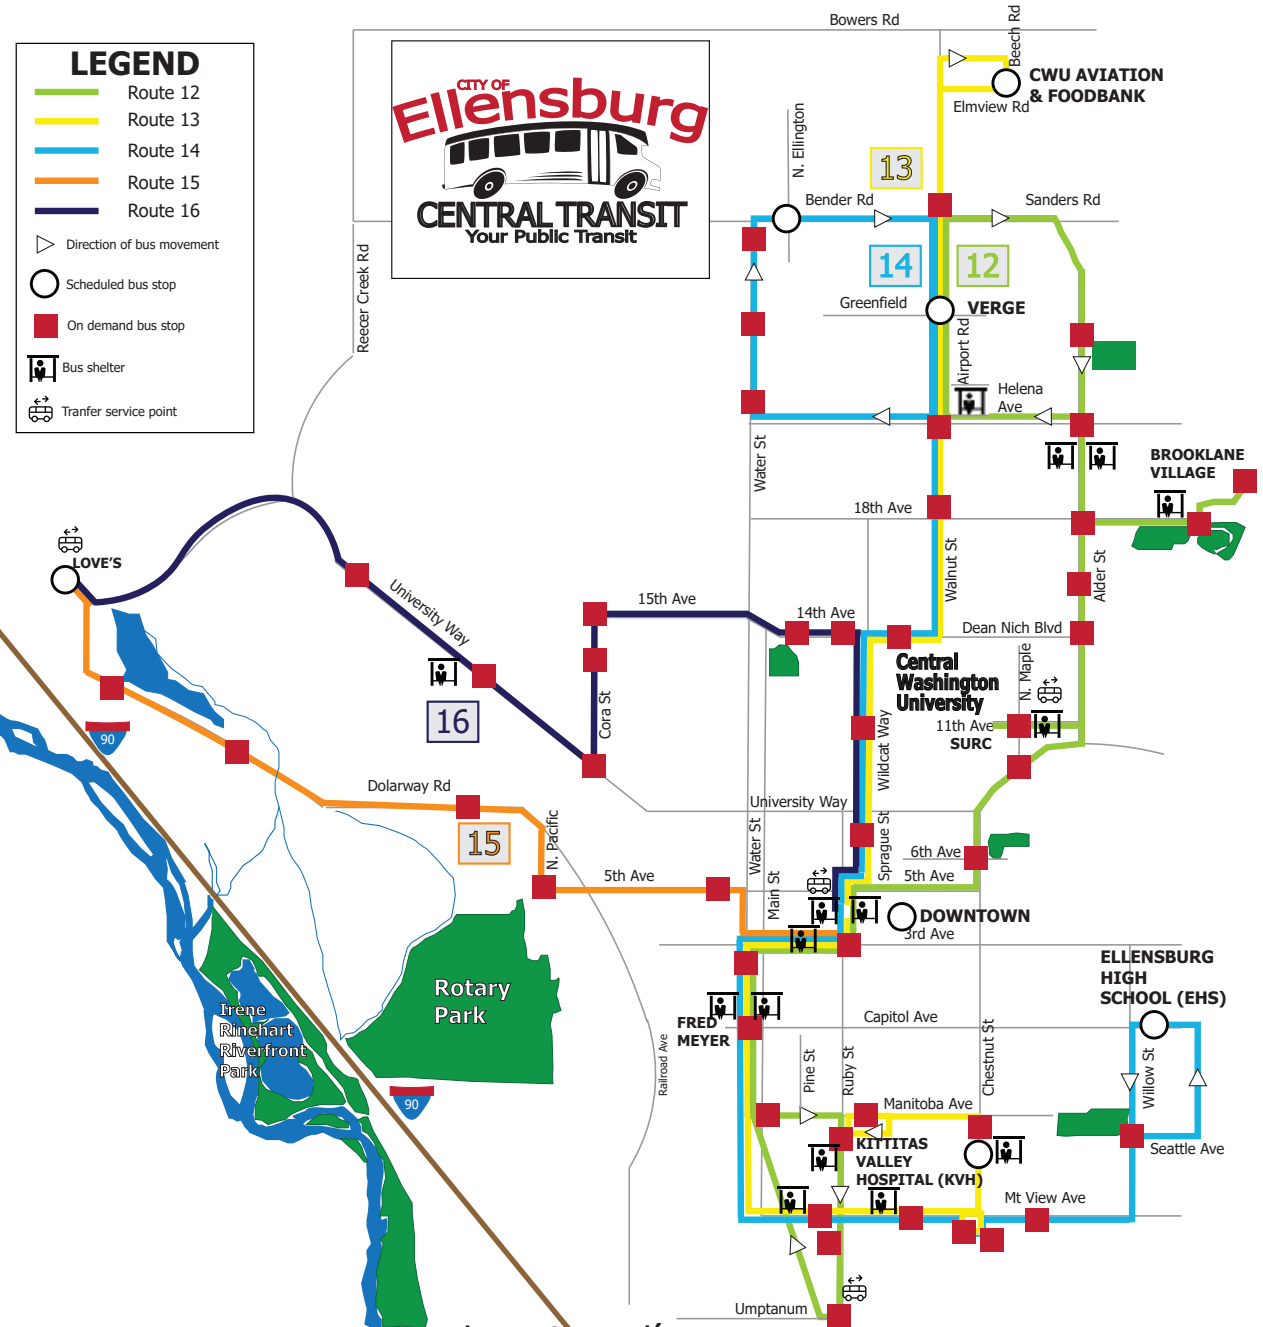 Bowers Rd
Beech Rd
LEGEND
Route 12
Route 13
Route 14
Route 15
Route 16
Direction of bus movement
Scheduled bus stop
On demand bus stop
Bus shelter
Tranfer service point
CITY OF
Ellensburg
CENTRAL TRANSIT
Your Public Transit
CWU AVIATION
& FOODBANK
Elmview Rd
N. Ellington
13
Bender Rd
Sanders Rd
14
12
Reecer Creek Rd
Greenfield
VERGE
Airport Rd
Helena
Ave
Water St
BROOKLANE
VILLAGE
18th Ave
Walnut St
Alder St
LOVE'S
University Way
15th Ave
14th Ave
Dean Nich Blvd
Central
Washington
University
N. Maple
16
Cora St
Wildcat Way
11th Ave
SURC
90
Dolarway Rd
University Way
15
N. Pacific
Water St
Sprague St
6th Ave
5th Ave
5th Ave
Main St
DOWNTOWN
3rd Ave
ELLENSBURG
HIGH
SCHOOL (EHS)
Rotary
Park
Irene
Rinehart
Riverfront
Park
FRED
MEYER
Capitol Ave
Railroad Ave
Pine St
Ruby St
Chestnut St
Willow St
90
Manitoba Ave
KITTITAS
VALLEY
HOSPITAL (KVH)
Seattle Ave
Mt View Ave
Umptanum